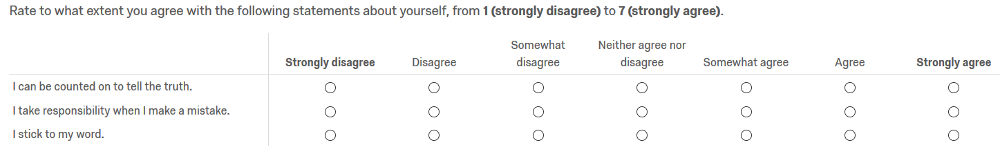 Rate to what extent you agree with the following statements about yourself, from 1 (strongly disagree) to 7 (strongly agree).
Strongly disagree
Disagree
Somewhat
disagree
Neither agree nor
disagree
Somewhat agree
Agree
Strongly agree
I can be counted on to tell the truth.
I take responsibility when I make a mistake.
I stick to my word.